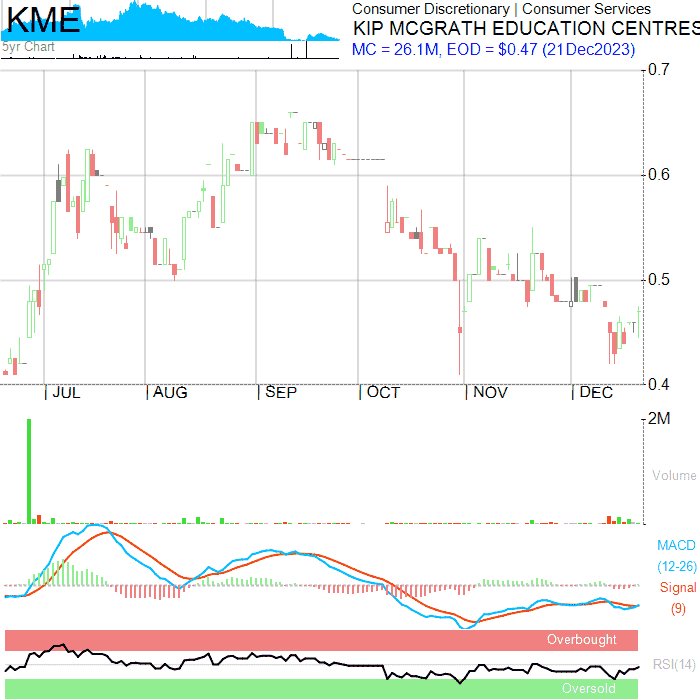 KME
5yr Chart
Consumer Discretionary | Consumer Services
KIP MCGRATH EDUCATION CENTRES
MC = 26.1M, EOD = $0.47 (21Dec2023)
0.7
0.6
0.5
0.4
JUL AUG SEP OCT NOV DEC
2M
Volume
MACD
(12-26)
Signal
(9)
Overbought
RSI(14)
Oversold